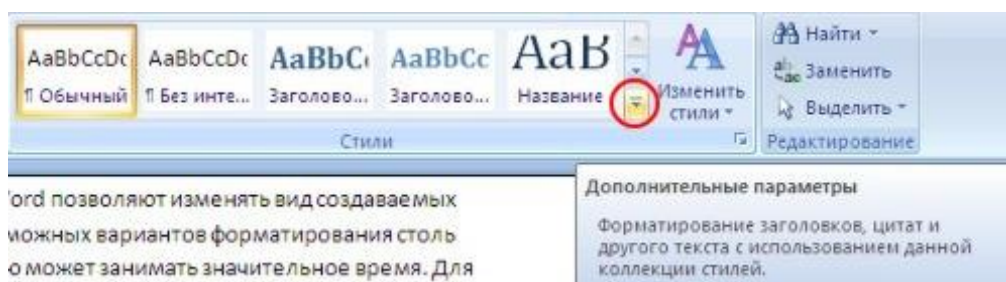 AaBbCcDc AaBbCcDc AaBbC AaBbCc АаВ
¶ Обычный ¶ Без инте... Заголово... Заголово... Название
Изменить стили
Найти
Заменить
Выделить
Стили
Редактирование
ord позволяют изменять вид создаваемых
можных вариантов форматирования столь
о может занимать значительное время. Для
Дополнительные параметры
Форматирование заголовков, цитат и
другого текста с использованием данной
коллекции стилей.